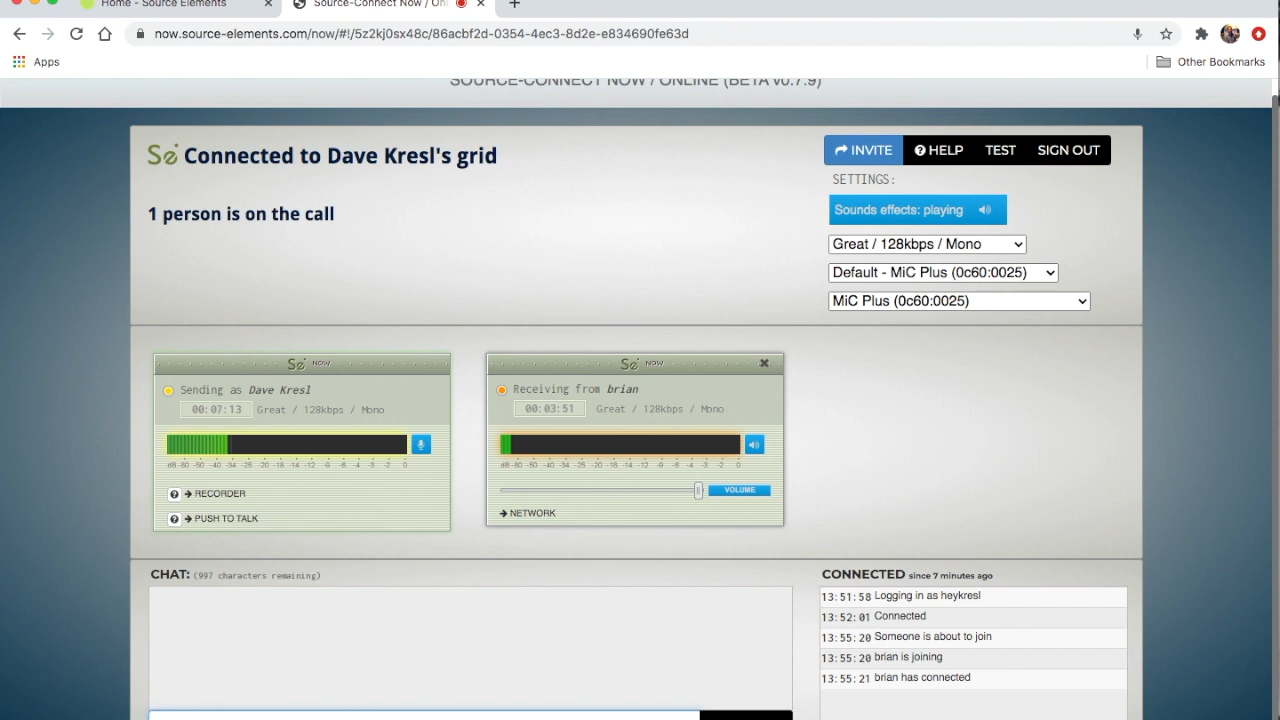 Home - Source Elements
Source-Connect Now / Onl
now.source-elements.com/now/#!/5z2kj0sx48c/86acbf2d-0354-4ec3-8d2e-e834690fe63d
Apps
Other Bookmarks
SOURCE-CONNECT NOW / ONLINE (BETA v0.7.9)
Connected to Dave Kresl's grid
INVITE HELP TEST SIGN OUT
SETTINGS:
Sounds effects: playing
1 person is on the call
Great / 128kbps / Mono
Default - MiC Plus (0c60:0025)
MiC Plus (0c60:0025)
NOW
Sending as Dave Kresl
00:07:13 Great / 128kbps / Mono
dB -80 -50 -40 -34 -25 -20 -18 -14 -12 -9 -6 -4 -3 -2 0
RECORDER
PUSH TO TALK
NOW
Receiving from brian
00:03:51 Great / 128kbps / Mono
dB -80 -50 -40 -34 -25 -20 -18 -14 -12 -9 -6 -4 -3 -2 0
VOLUME
NETWORK
CHAT: (997 characters remaining)
CONNECTED since 7 minutes ago
13:51:58 Logging in as heykresl
13:52:01 Connected
13:55:20 Someone is about to join
13:55:20 brian is joining
13:55:21 brian has connected